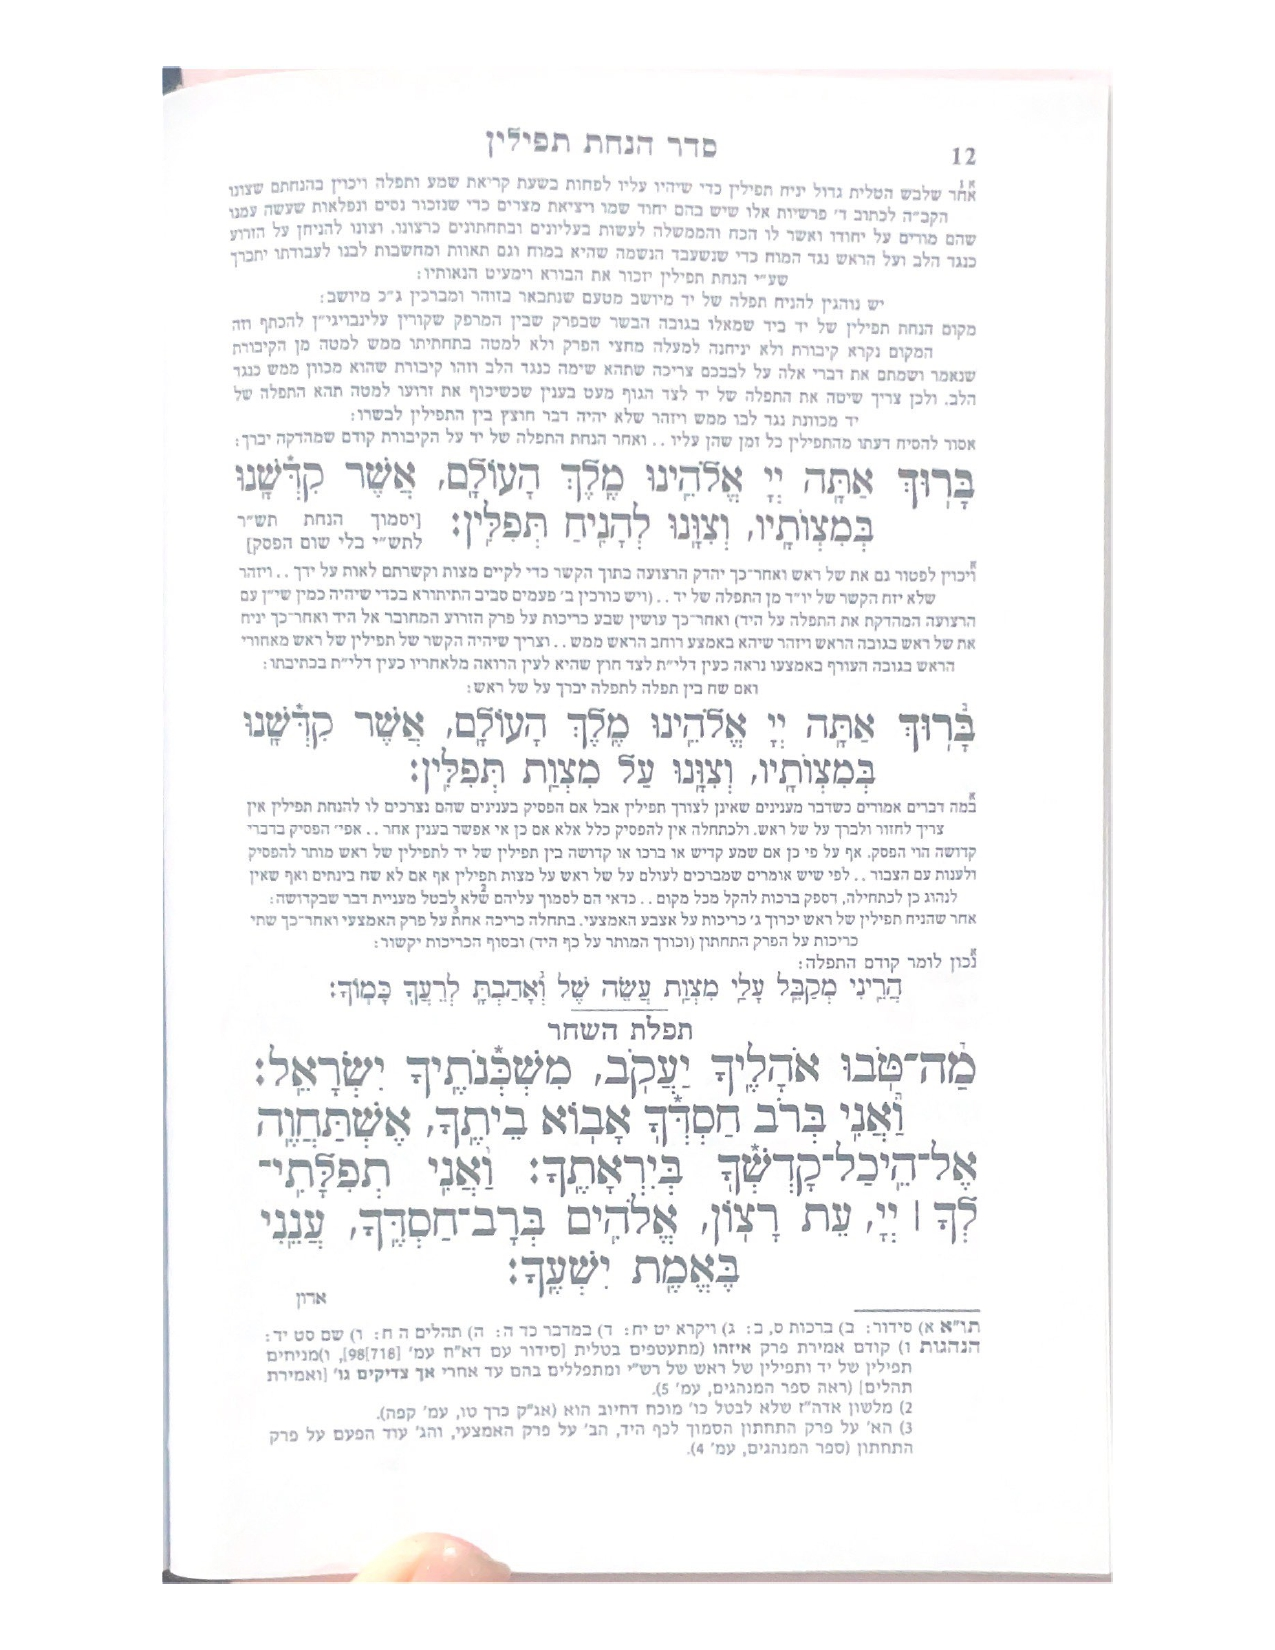 12
סדר הנחת תפילין
אחר שלבש הטלית גדול יניח תפילין כדי שיהיו עליו לפחות בשעת קריאת שמע ותפלה ויכוין בהנחתם שצונו
הקב״ה לכתוב ד׳ פרשיות אלו שיש בהם יחוד שמו ויציאת מצרים כדי שנזכור נסים ונפלאות שעשה עמנו
שהם מורים על יחודו ואשר לו הכח והממשלה לעשות בעליונים ובתחתונים כרצונו. וצונו להניחן על הזרוע
כנגד הלב ועל הראש נגד המוח כדי שנשעבד הנשמה שהיא במוח וגם תאוות ומחשבות לבנו לעבודתו יתברך
שע״י הנחת תפילין יזכור את הבורא וימעיט הנאותיו:
יש נוהגין להניח תפלה של יד מיושב מטעם שנתבאר בזוהר ומברכין ג״כ מיושב:
מקום הנחת תפילין של יד ביד שמאלו בגובה הבשר שבפרק שבין המרפק שקורין עלינבויגי״ן להכתף וזה
המקום נקרא קיבורת ולא יניחנה למעלה מחצי הפרק ולא למטה בתחתיתו ממש למטה מן הקיבורת
שנאמר ושמתם את דברי אלה על לבבכם צריכה שתהא שימה כנגד הלב וזהו קיבורת שהוא מכוון ממש כנגד
הלב. ולכן צריך שיטה את התפלה של יד לצד הגוף מעט בענין שכשיכוף את זרועו למטה תהא התפלה של
יד מכוונת נגד לבו ממש ויזהר שלא יהיה דבר חוצץ בין התפילין לבשרו:
אסור להסיח דעתו מהתפילין כל זמן שהן עליו . . ואחר הנחת התפלה של יד על הקיבורת קודם שמהדקה יברך:
בָּרוּךְ אַתָּה יְיָ אֱלֹהֵינוּ מֶלֶךְ הָעוֹלָם, אֲשֶׁר קִדְּשָׁנוּ
בְּמִצְוֹתָיו, וְצִוָּנוּ לְהָנִיחַ תְּפִלִּין: [יסמוך הנחת תש״ר
לתש״י בלי שום הפסק]
ויכוין לפטור גם את של ראש ואחר־כך יהדק הרצועה בתוך הקשר כדי לקיים מצות וקשרתם לאות על ידך . . ויזהר
שלא יזח הקשר של יו״ד מן התפלה של יד . . (ויש כורכין ב׳ פעמים סביב התיתורא בכדי שיהיה כמין שי״ן עם
הרצועה המהדקת את התפלה על היד) ואחר־כך עושין שבע כריכות על פרק הזרוע המחובר אל היד ואחר־כך יניח
את של ראש בגובה הראש ויזהר שיהא באמצע רוחב הראש ממש . . וצריך שיהיה הקשר של תפילין של ראש מאחורי
הראש בגובה העורף באמצעו נראה כעין דלי״ת לצד חוץ שהיא לעין הרואה מלאחריו כעין דלי״ת בכתיבתו:
ואם שח בין תפלה לתפלה יברך על של ראש:
בָּרוּךְ אַתָּה יְיָ אֱלֹהֵינוּ מֶלֶךְ הָעוֹלָם, אֲשֶׁר קִדְּשָׁנוּ
בְּמִצְוֹתָיו, וְצִוָּנוּ עַל מִצְוַת תְּפִלִּין:
במה דברים אמורים כשדבר מענינים שאינן לצורך תפילין אבל אם הפסיק בענינים שהם נצרכים לו להנחת תפילין אין
צריך לחזור ולברך על של ראש. ולכתחלה אין להפסיק כלל אלא אם כן אי אפשר בענין אחר . . אפי׳ הפסיק בדברי
קדושה הוי הפסק. אף על פי כן אם שמע קדיש או ברכו או קדושה בין תפילין של יד לתפילין של ראש מותר להפסיק
ולענות עם הצבור . . לפי שיש אומרים שמברכים לעולם על של ראש על מצות תפילין אף אם לא שח בינתים ואף שאין
לנהוג כן לכתחילה, דספק ברכות להקל מכל מקום . . כדאי הם לסמוך עליהם שלא2 לבטל מעניית דבר שבקדושה:
אחר שהניח תפילין של ראש יכרוך ג׳ כריכות על אצבע האמצעי. בתחלה כריכה אחת3 על פרק האמצעי ואחר־כך שתי
כריכות על הפרק התחתון (וכורך המותר על כף היד) ובסוף הכריכות יקשור:
נכון לומר קודם התפלה:
הֲרֵינִי מְקַבֵּל עָלַי מִצְוַת עֲשֵׂה שֶׁל וְאָהַבְתָּ לְרֵעֲךָ כָּמוֹךָ:
תפלת השחר
מַה־טֹּבוּ אֹהָלֶיךָ יַעֲקֹב, מִשְׁכְּנֹתֶיךָ יִשְׂרָאֵל:
וַאֲנִי בְּרֹב חַסְדְּךָ אָבוֹא בֵיתֶךָ, אֶשְׁתַּחֲוֶה
אֶל־הֵיכַל־קָדְשְׁךָ בְּיִרְאָתֶךָ: וַאֲנִי תְפִלָּתִי־
לְךָ | יְיָ, עֵת רָצוֹן, אֱלֹהִים בְּרָב־חַסְדֶּךָ, עֲנֵנִי
בֶּאֱמֶת יִשְׁעֶךָ:
אדון
תו״א א) סידור: ב) ברכות ס, ב: ג) ויקרא יט יח: ד) במדבר כד ה: ה) תהלים ה ח: ו) שם סט יד:
הנהגות ו) קודם אמירת פרק איזהו (מתעטפים בטלית [סידור עם דא״ח עמ׳ [718]98], ו)מניחים
תפילין של יד ותפילין של ראש של רש״י ומתפללים בהם עד אחרי אך צדיקים גו׳ [ואמירת
תהלים] (ראה ספר המנהגים, עמ׳ 5).
2) מלשון אדה״ז שלא לבטל כו׳ מוכח דחיוב הוא (אג״ק כרך טו, עמ׳ קפה).
3) הא׳ על פרק התחתון הסמוך לכף היד, הב׳ על פרק האמצעי, והג׳ עוד הפעם על פרק
התחתון (ספר המנהגים, עמ׳ 4).